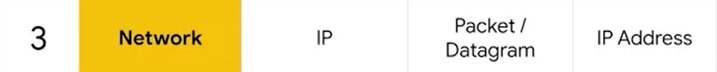 3
Network
IP
Packet /
Datagram
IP Address